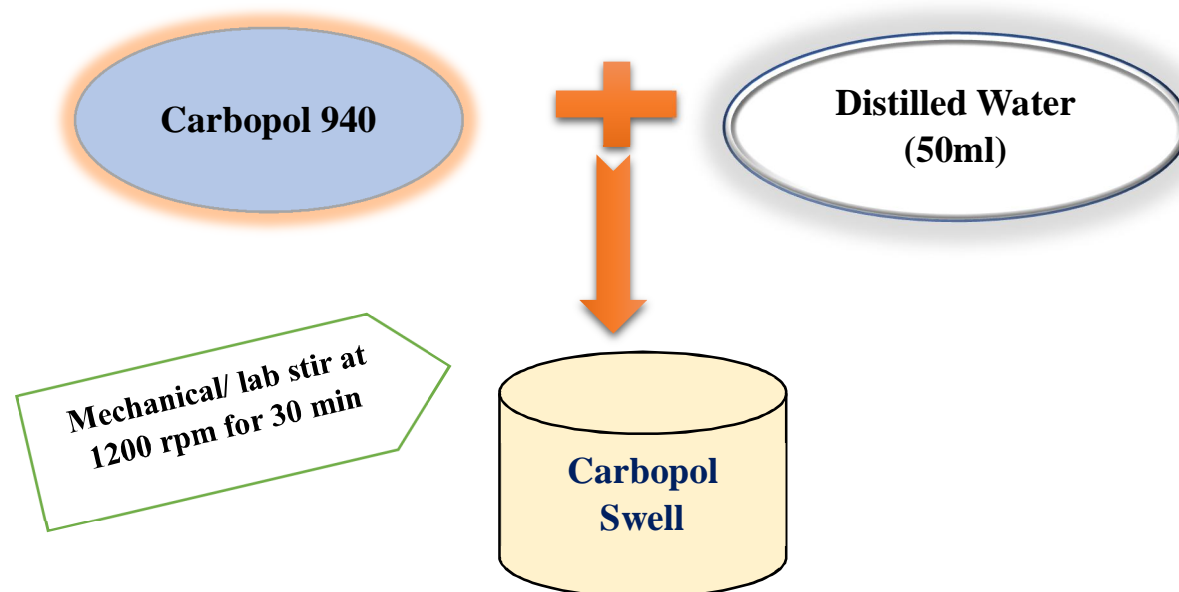 Carbopol 940
Distilled Water
(50ml)
Mechanical/ lab stir at
1200 rpm for 30 min
Carbopol
Swell